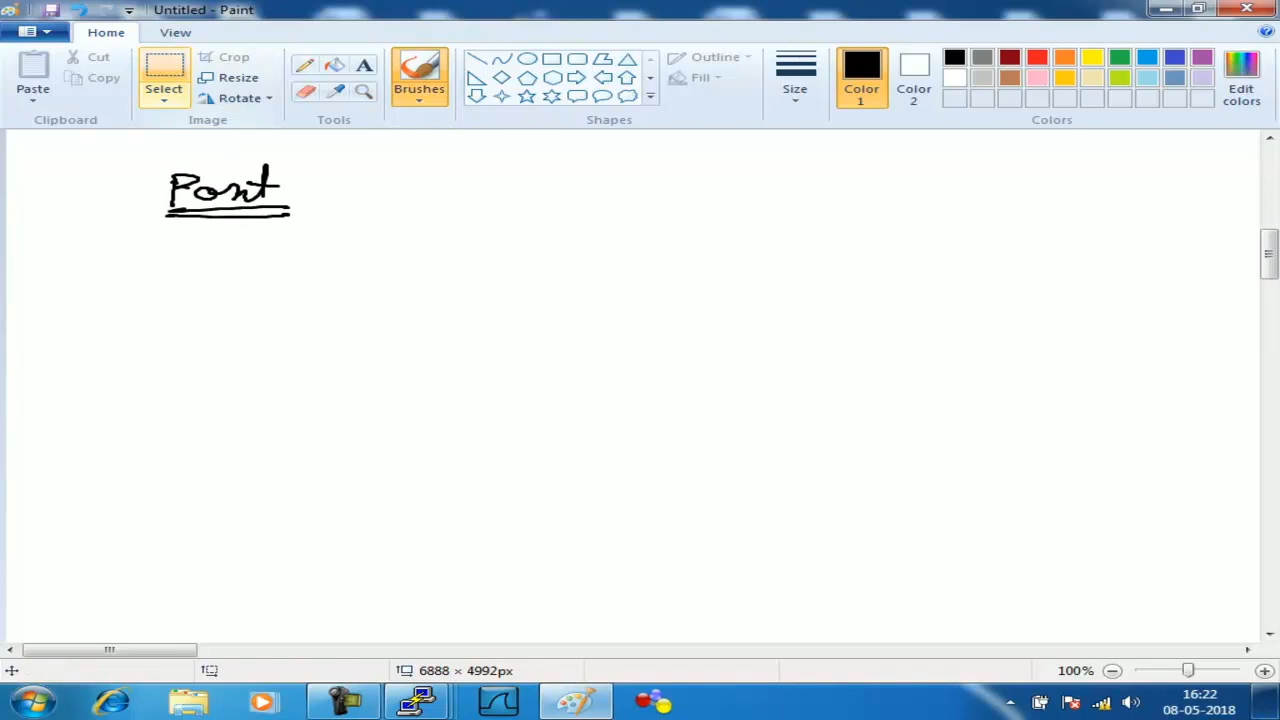 Untitled - Paint
Home View
Paste
Cut
Copy
Clipboard
Select
Crop
Resize
Rotate
Image
Tools
Brushes
Shapes
Outline
Fill
Size
Color 1
Color 2
Edit colors
Colors
Port
6888 × 4992px
100%
16:22
08-05-2018